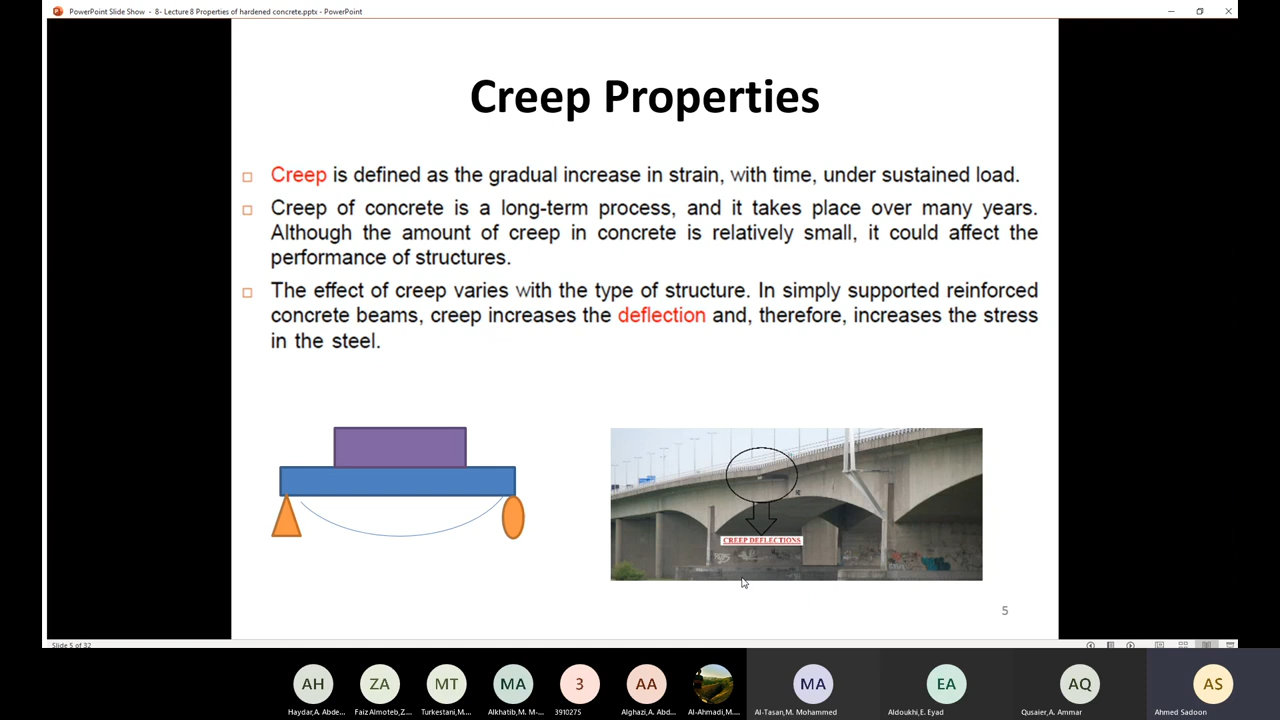 PowerPoint Slide Show - 8- Lecture 8 Properties of hardened concrete.pptx - PowerPoint
Creep Properties
Creep is defined as the gradual increase in strain, with time, under sustained load.
Creep of concrete is a long-term process, and it takes place over many years.
Although the amount of creep in concrete is relatively small, it could affect the
performance of structures.
The effect of creep varies with the type of structure. In simply supported reinforced
concrete beams, creep increases the deflection and, therefore, increases the stress
in the steel.
CREEP DEFLECTIONS
5
Slide 5 of 32
AH ZA MT MA 3 AA MA EA AQ AS
Haydar,A. Abde... Faiz Almoteb,Z.... Turkestani,M.... Alkhatib,M. M-... 3910275 Alghazi,A. Abd... Al-Ahmadi,M.... Al-Tasan,M. Mohammed Aldoukhi,E. Eyad Qusaier,A. Ammar Ahmed Sadoon